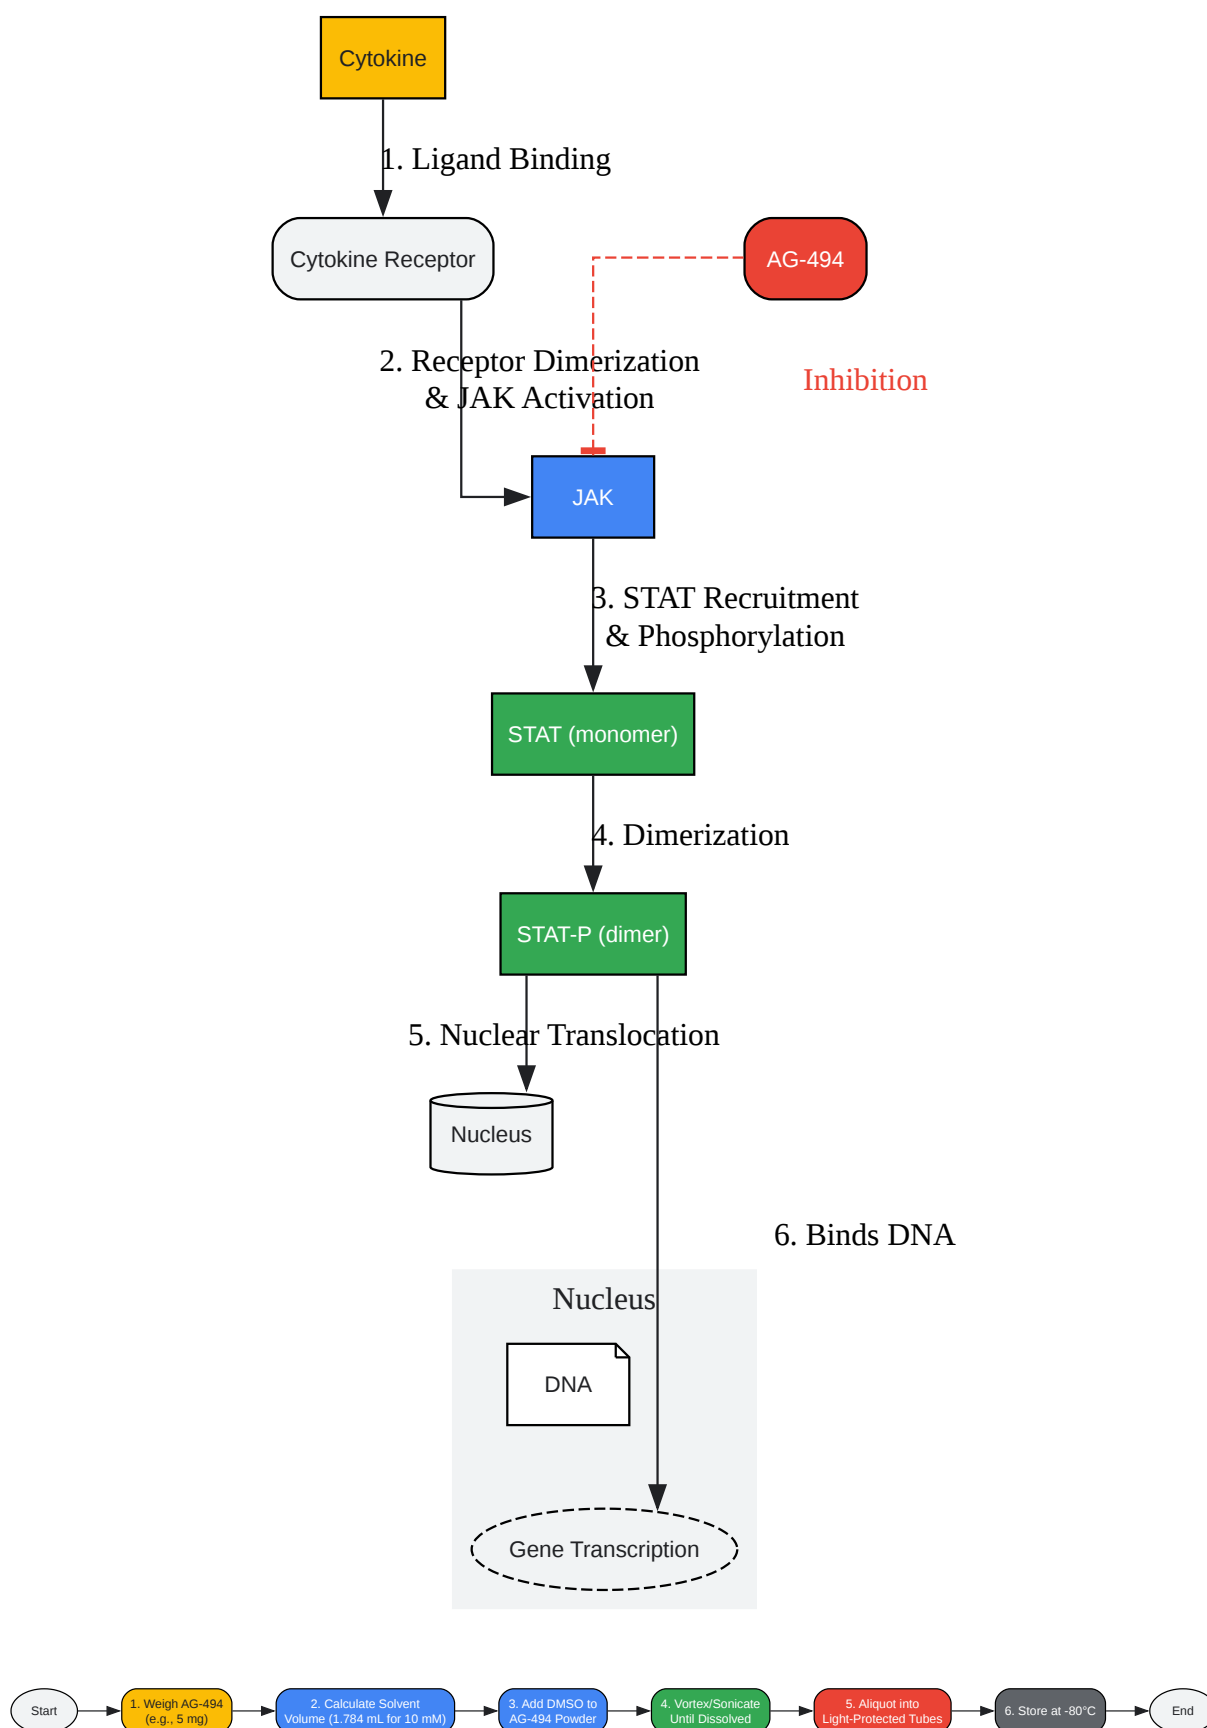 Cytokine
1. Ligand Binding
Cytokine Receptor
AG-494
2. Receptor Dimerization
& JAK Activation
Inhibition
JAK
3. STAT Recruitment
& Phosphorylation
STAT (monomer)
4. Dimerization
STAT-P (dimer)
5. Nuclear Translocation
Nucleus
6. Binds DNA
Nucleus
DNA
Gene Transcription
Start
1. Weigh AG-494
(e.g., 5 mg)
2. Calculate Solvent
Volume (1.784 mL for 10 mM)
3. Add DMSO to
AG-494 Powder
4. Vortex/Sonicate
Until Dissolved
5. Aliquot into
Light-Protected Tubes
6. Store at -80°C
End